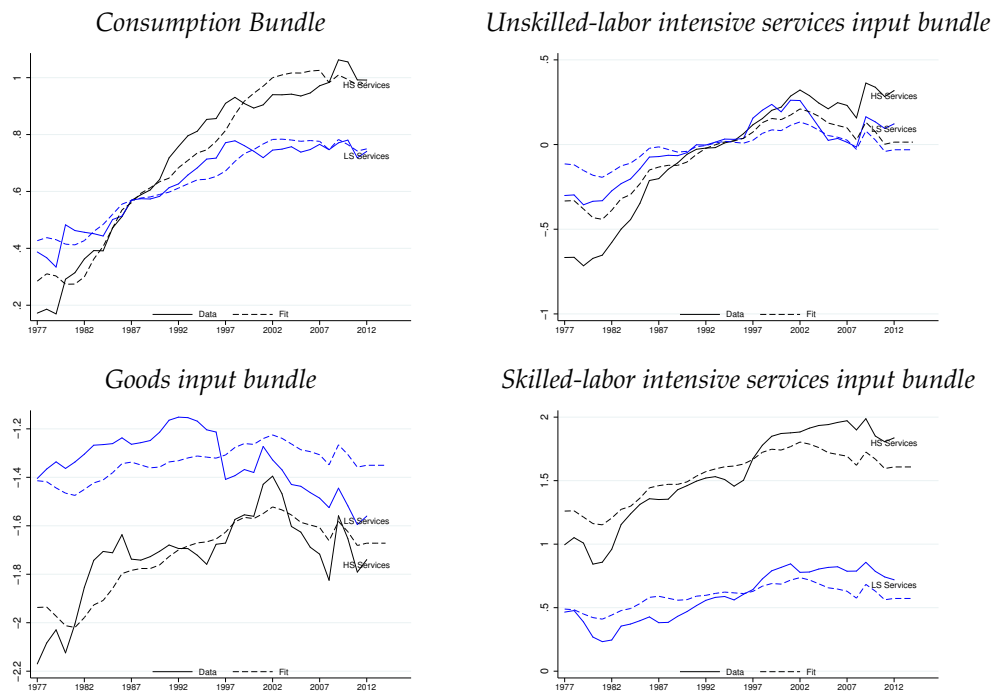 Consumption Bundle
1
.8
.6
.4
.2
HS Services
LS Services
Data Fit
1977 1982 1987 1992 1997 2002 2007 2012
Unskilled-labor intensive services input bundle
.5
0
-.5
-1
HS Services
LS Services
Data Fit
1977 1982 1987 1992 1997 2002 2007 2012
Goods input bundle
-1.2
-1.4
-1.6
-1.8
-2
-2.2
LS Services
HS Services
Data Fit
1977 1982 1987 1992 1997 2002 2007 2012
Skilled-labor intensive services input bundle
2
1.5
1
.5
0
HS Services
LS Services
Data Fit
1977 1982 1987 1992 1997 2002 2007 2012